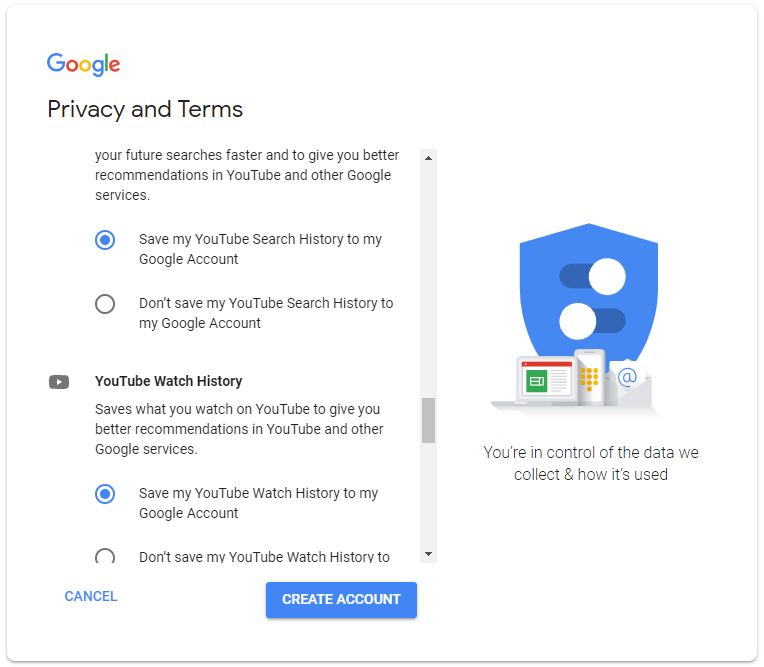 Google
Privacy and Terms
your future searches faster and to give you better
recommendations in YouTube and other Google
services.
Save my YouTube Search History to my
Google Account
Don’t save my YouTube Search History to
my Google Account
YouTube Watch History
Saves what you watch on YouTube to give you
better recommendations in YouTube and other
Google services.
Save my YouTube Watch History to my
Google Account
Don’t save my YouTube Watch History to
CANCEL
CREATE ACCOUNT
@
You’re in control of the data we
collect & how it’s used